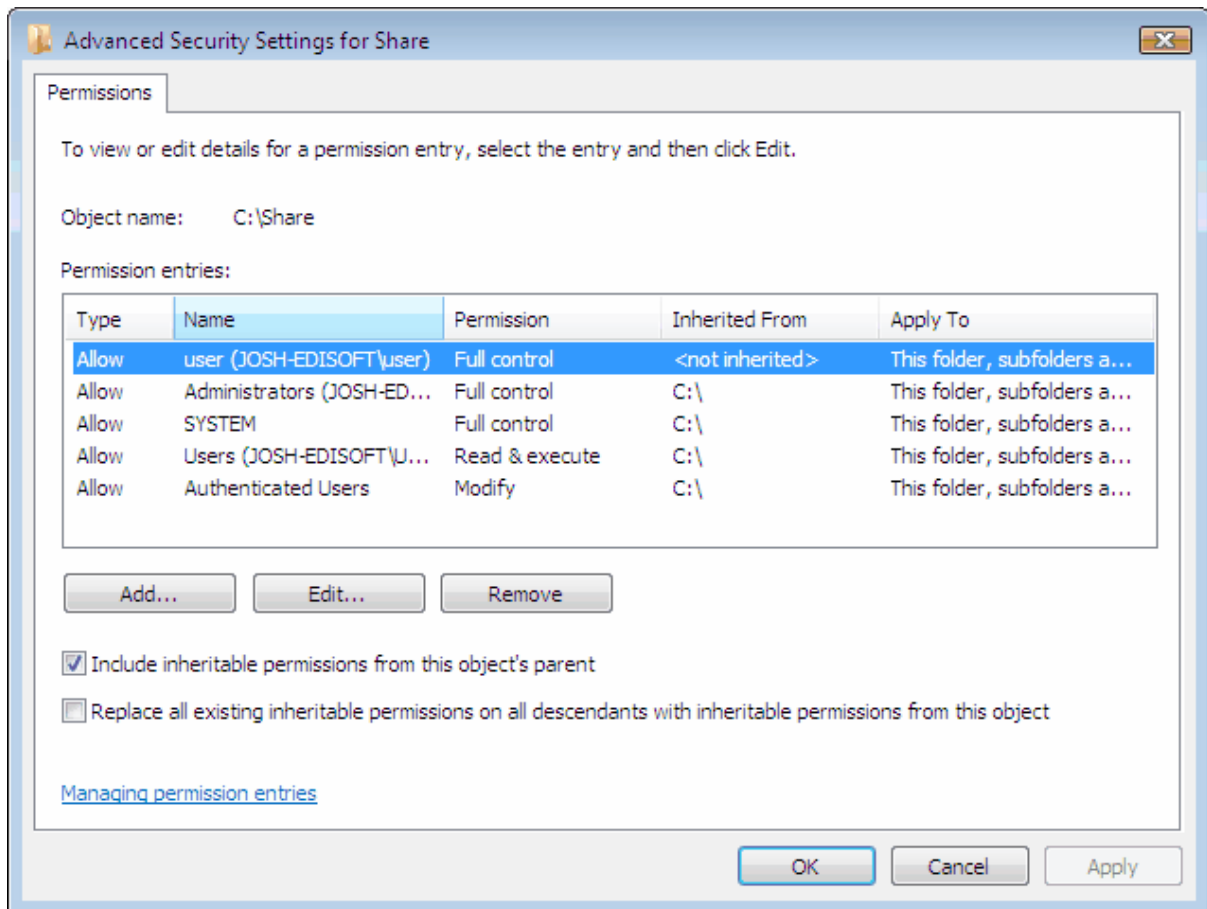 Advanced Security Settings for Share
Permissions
To view or edit details for a permission entry, select the entry and then click Edit.
Object name: C:\Share
Permission entries:
Type Name Permission Inherited From Apply To
Allow user (JOSH-EDISOFT\user) Full control <not inherited> This folder, subfolders a...
Allow Administrators (JOSH-ED... Full control C:\ This folder, subfolders a...
Allow SYSTEM Full control C:\ This folder, subfolders a...
Allow Users (JOSH-EDISOFT\U... Read & execute C:\ This folder, subfolders a...
Allow Authenticated Users Modify C:\ This folder, subfolders a...
Add... Edit... Remove
Include inheritable permissions from this object's parent
Replace all existing inheritable permissions on all descendants with inheritable permissions from this object
Managing permission entries
OK Cancel Apply